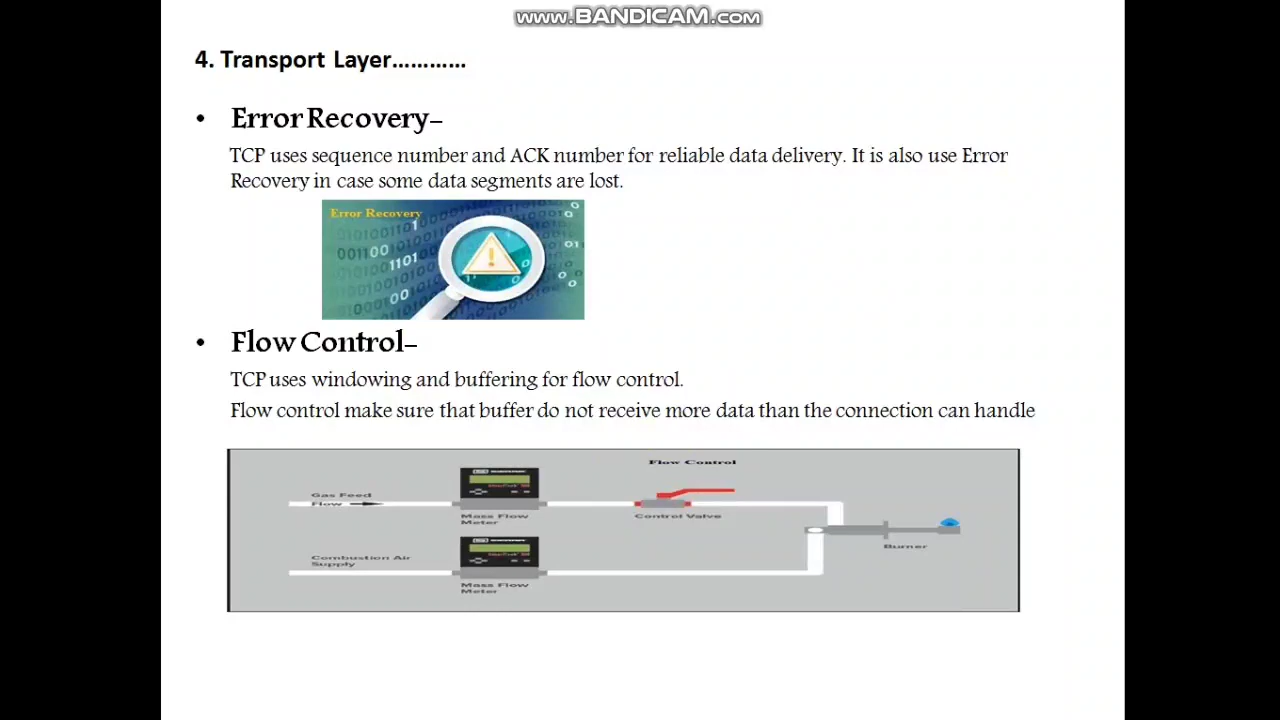 www.BANDICAM.com
4. Transport Layer............
• Error Recovery-
TCP uses sequence number and ACK number for reliable data delivery. It is also use Error
Recovery in case some data segments are lost.
Error Recovery
• Flow Control-
TCP uses windowing and buffering for flow control.
Flow control make sure that buffer do not receive more data than the connection can handle
Flow Control
Gas Feed
Flow
Mass Flow
Meter
Control Valve
Burner
Combustion Air
Supply
Mass Flow
Meter